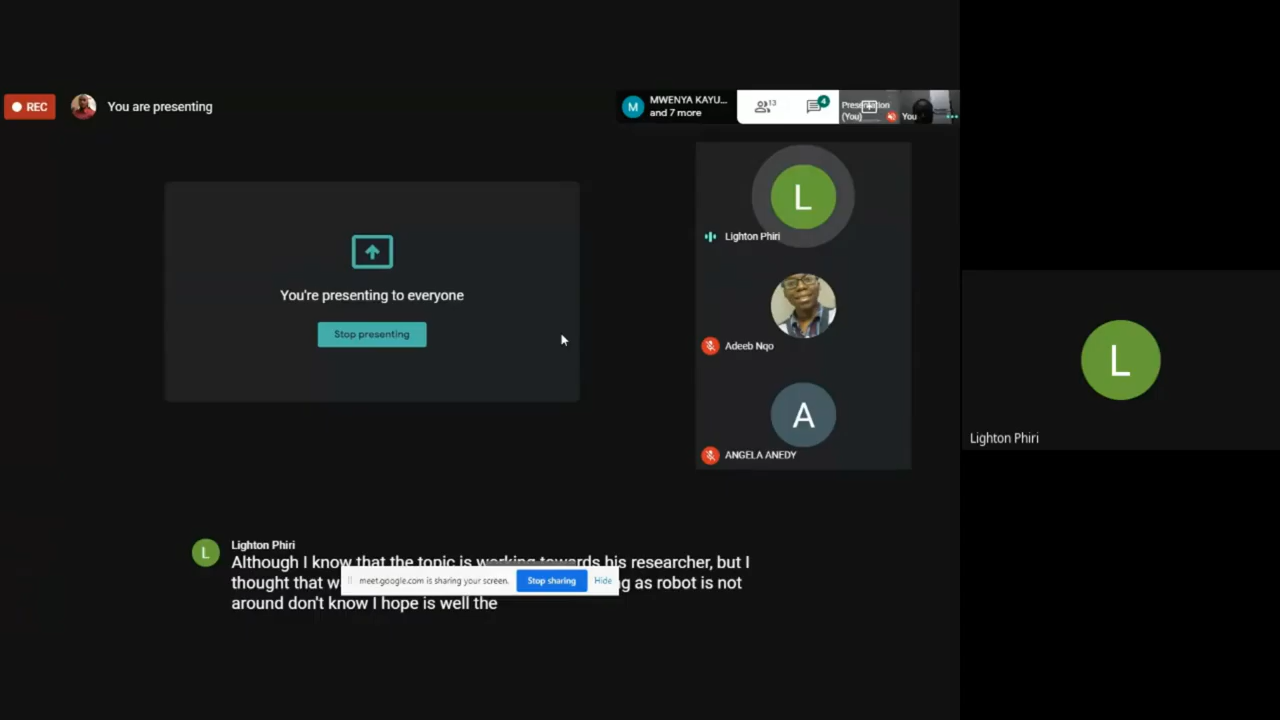 REC
You are presenting
M
MWENYA KAYU...
and 7 more
13
4
Presentation
(You)
You
L
Lighton Phiri
Adeeb Nqo
A
ANGELA ANEDY
You're presenting to everyone
Stop presenting
L
Lighton Phiri
L
Lighton Phiri
Although I know that the topic is working towards his researcher, but I
thought that w
g as robot is not
around don't know I hope is well the
meet.google.com is sharing your screen.
Stop sharing
Hide